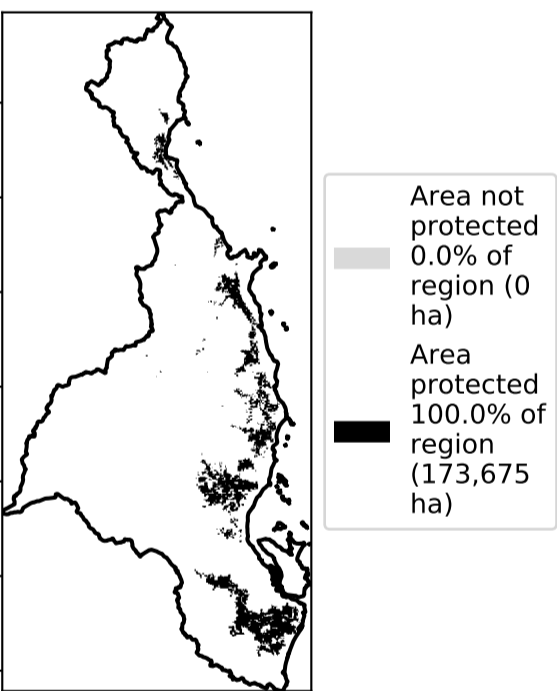 Area not
protected
0.0% of
region (0
ha)
Area
protected
100.0% of
region
(173,675
ha)